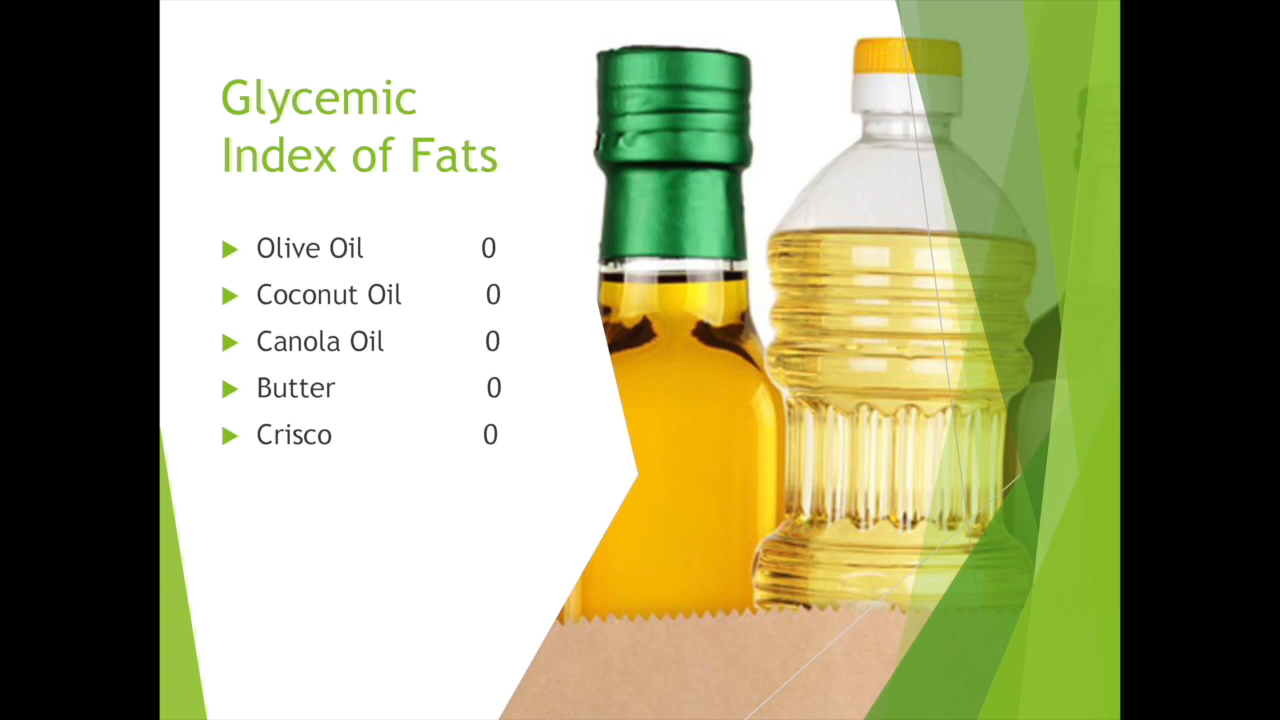 Glycemic
Index of Fats
Olive Oil 0
Coconut Oil 0
Canola Oil 0
Butter 0
Crisco 0